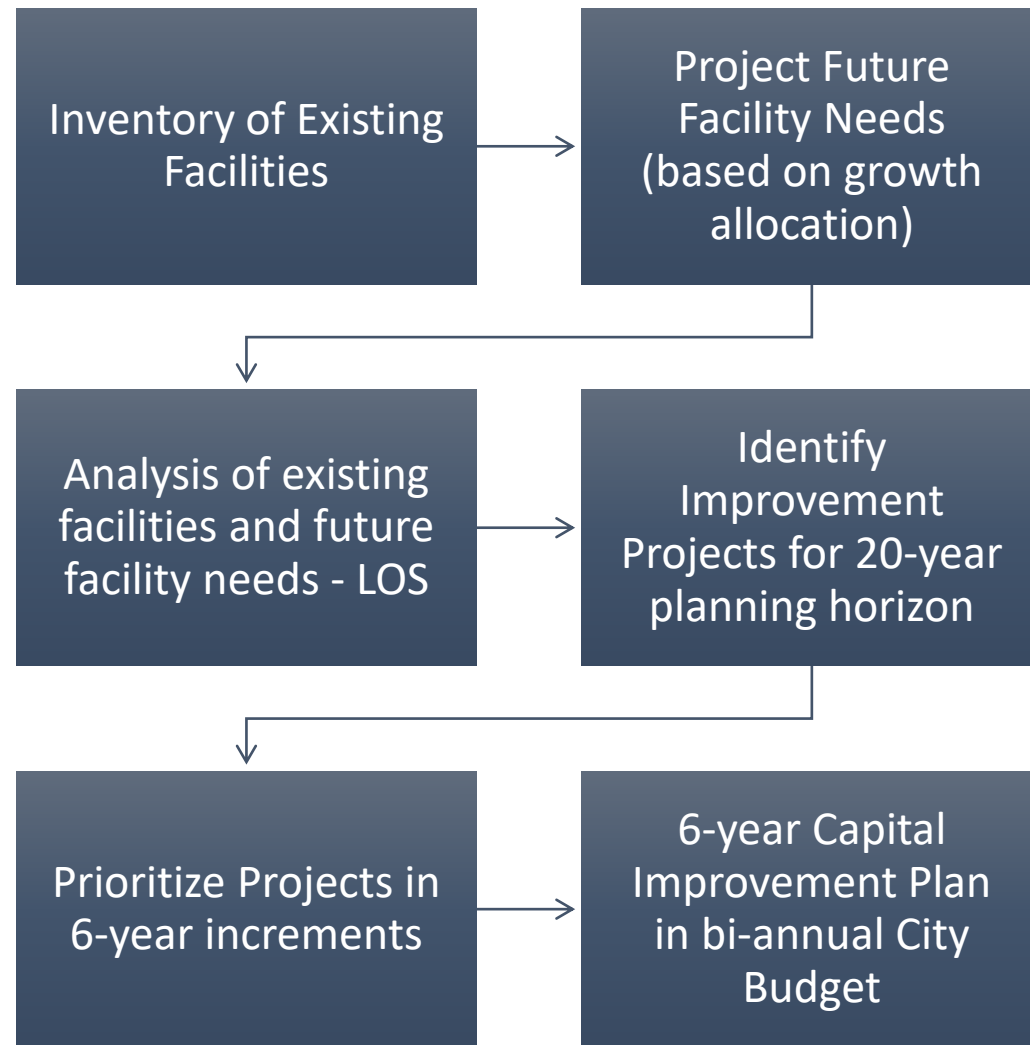 Inventory of Existing
Facilities
Project Future
Facility Needs
(based on growth
allocation)
Analysis of existing
facilities and future
facility needs - LOS
Identify
Improvement
Projects for 20-year
planning horizon
Prioritize Projects in
6-year increments
6-year Capital
Improvement Plan
in bi-annual City
Budget